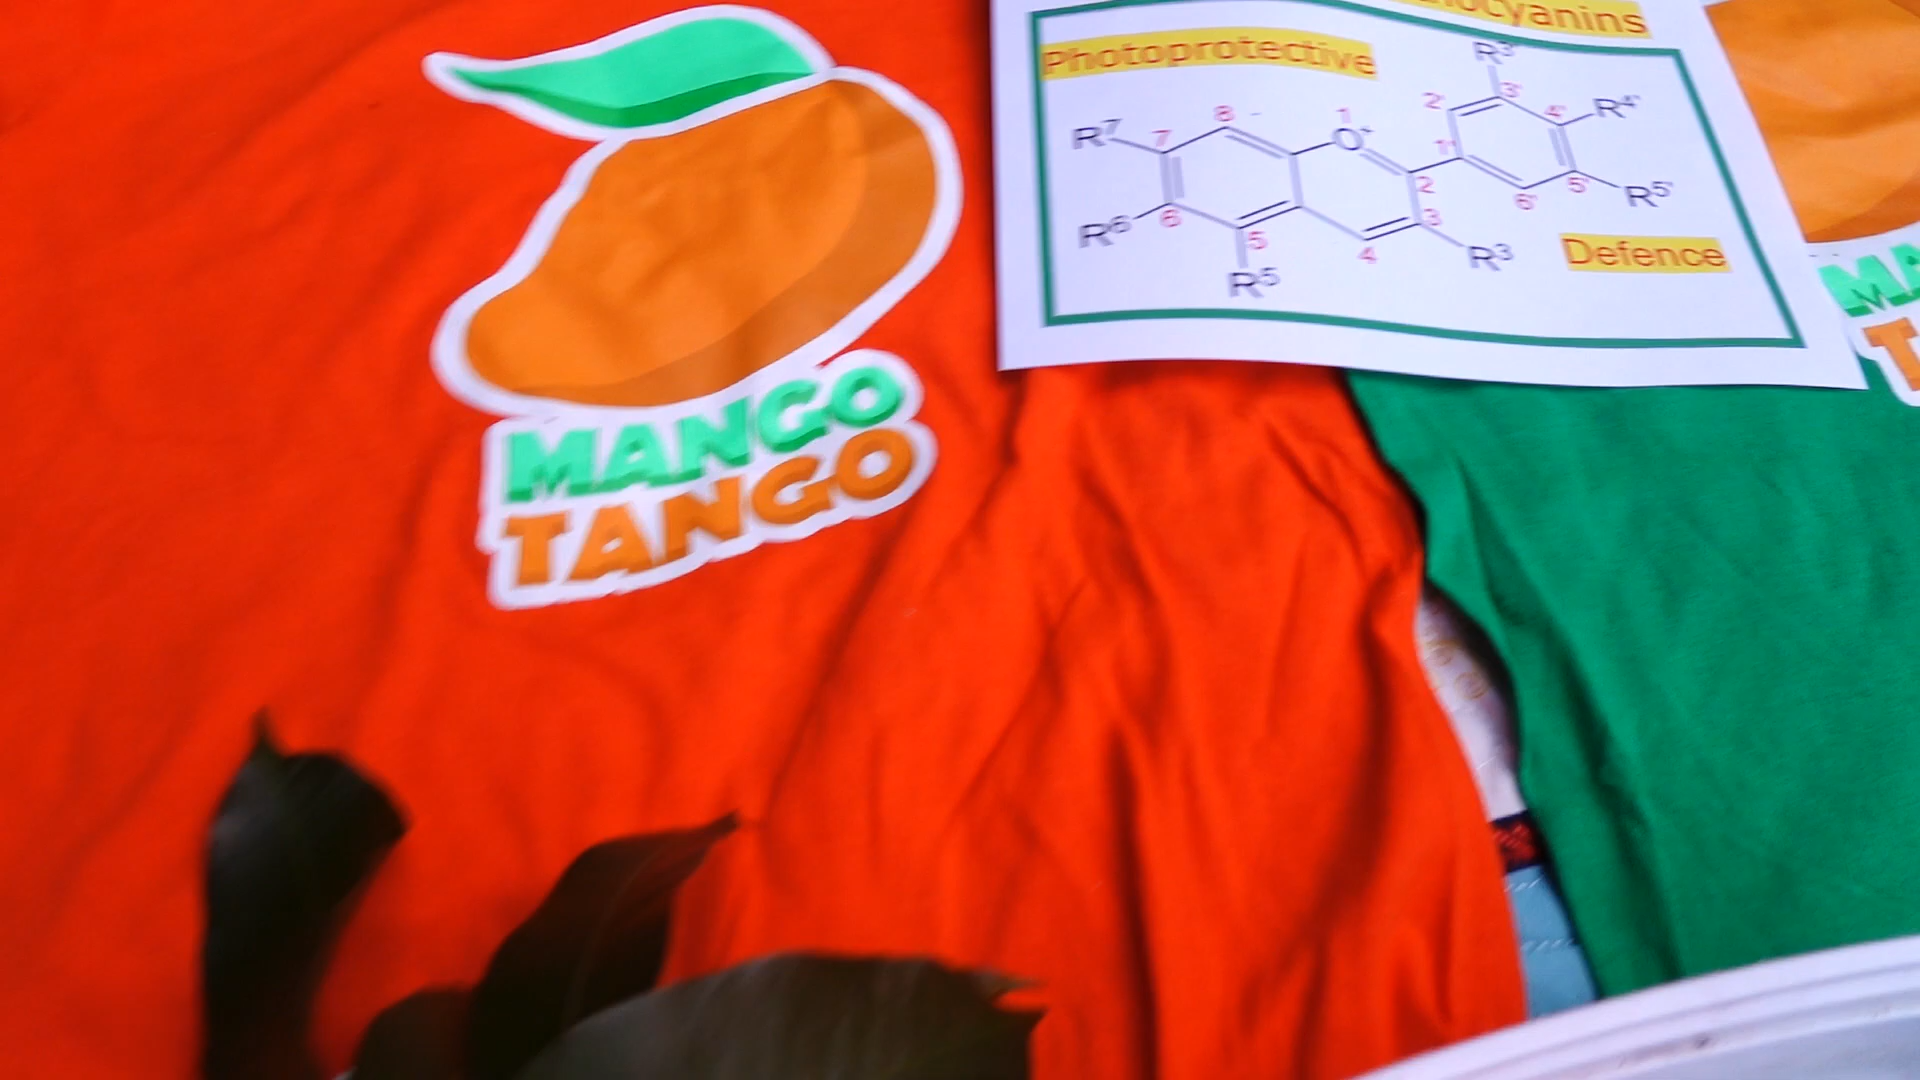 MANGO
TANGO
Photoprotective
R3'
3'
2'
4'
R4'
1'
5'
R5'
6'
R7
7
8
1
O+
2
3
R3
4
5
R5
6
R6
Defence